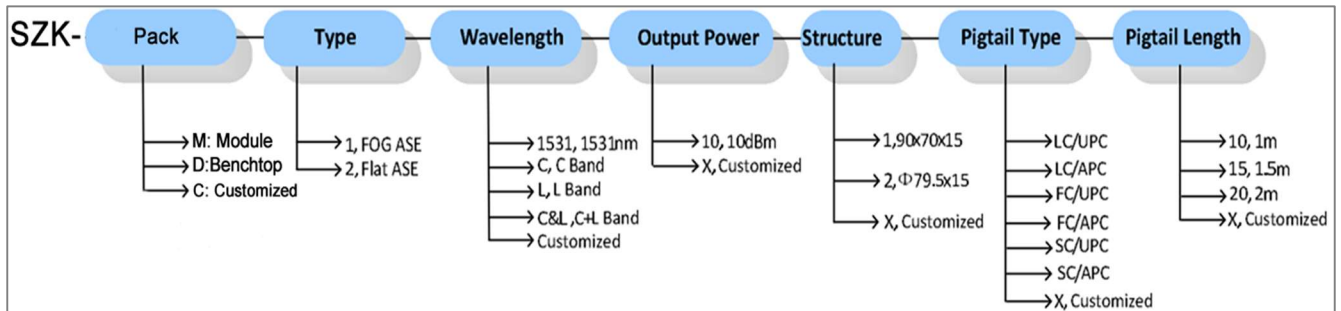 SZK- Pack Type Wavelength Output Power Structure Pigtail Type Pigtail Length
M: Module
D:Benchtop
C: Customized
1, FOG ASE
2, Flat ASE
1531, 1531nm
C, C Band
L, L Band
C&L ,C+L Band
Customized
10, 10dBm
X, Customized
1,90x70x15
2, Φ79.5x15
X, Customized
LC/UPC
LC/APC
FC/UPC
FC/APC
SC/UPC
SC/APC
X, Customized
10, 1m
15, 1.5m
20, 2m
X, Customized